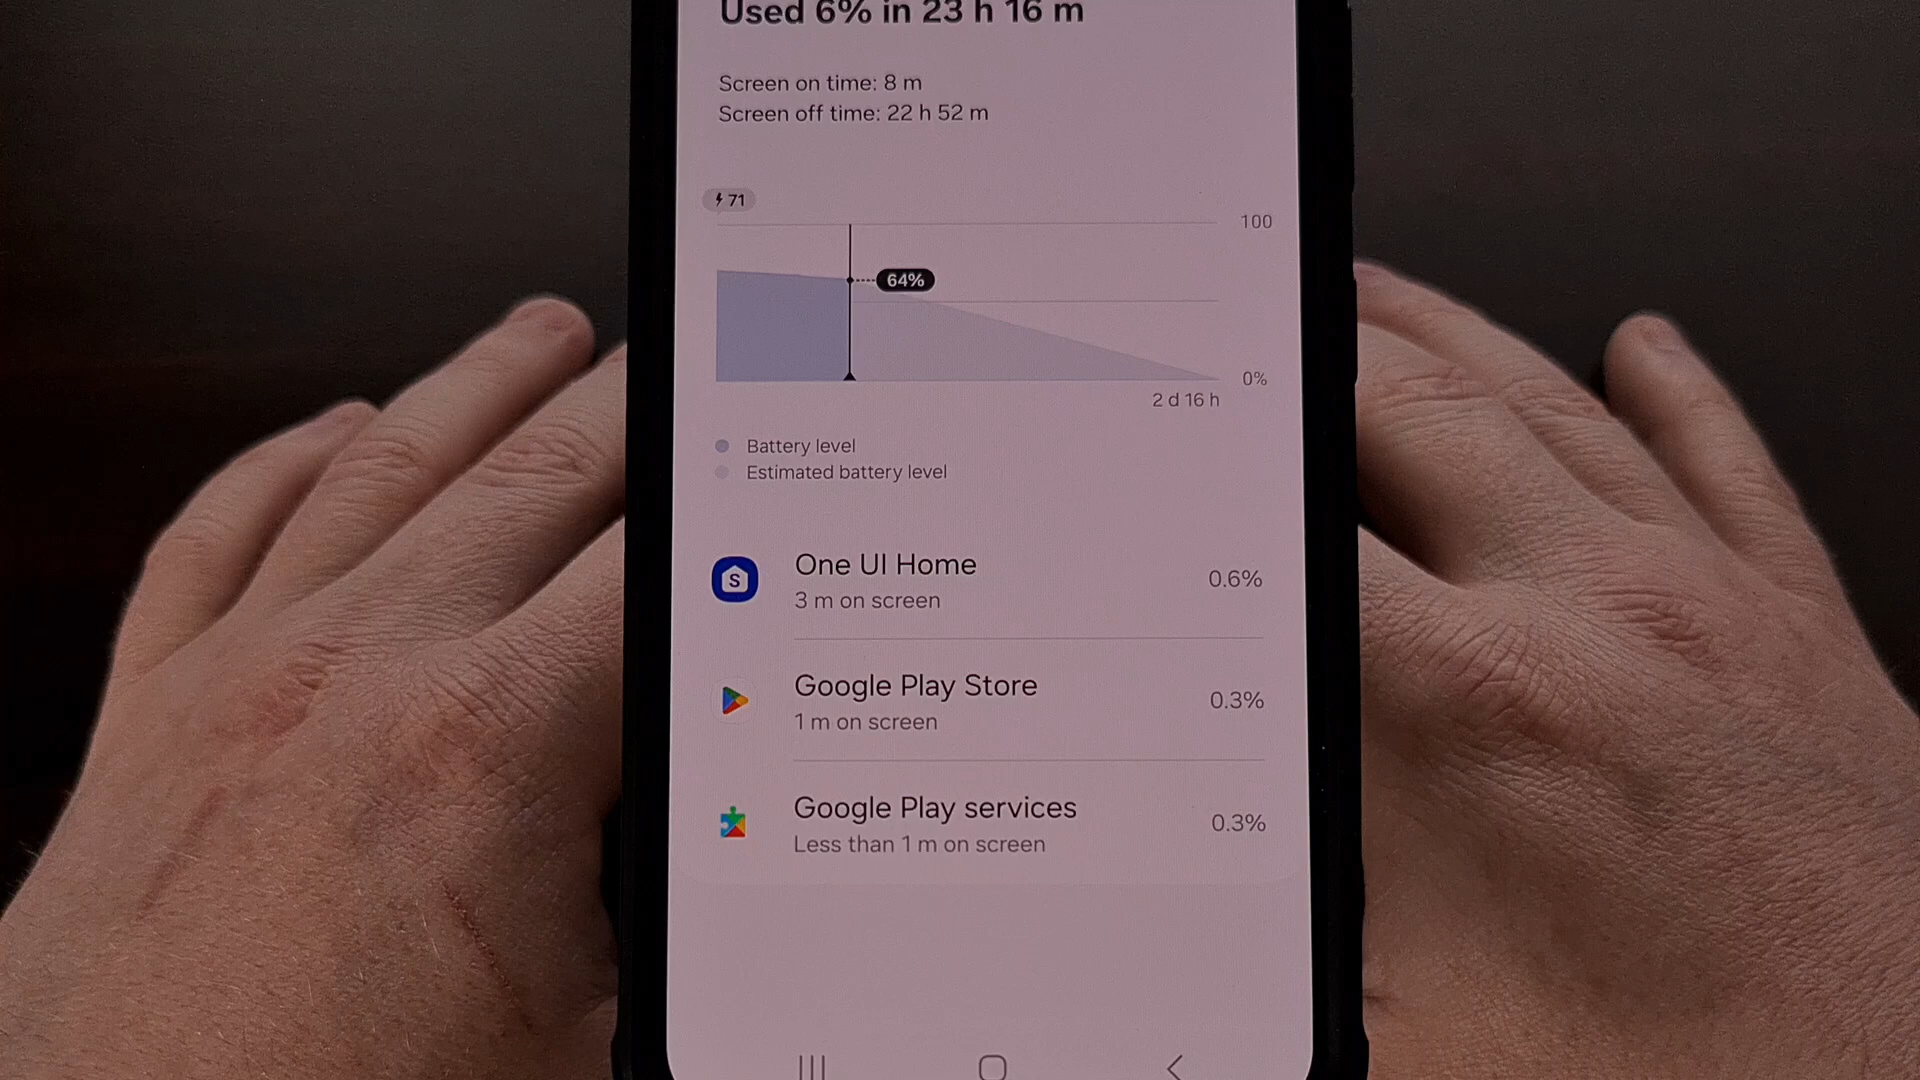 Used 6% in 23 h 16 m
Screen on time: 8 m
Screen off time: 22 h 52 m
71
100
64%
0%
2 d 16 h
Battery level
Estimated battery level
S
One UI Home
3 m on screen
0.6%
Google Play Store
1 m on screen
0.3%
Google Play services
Less than 1 m on screen
0.3%